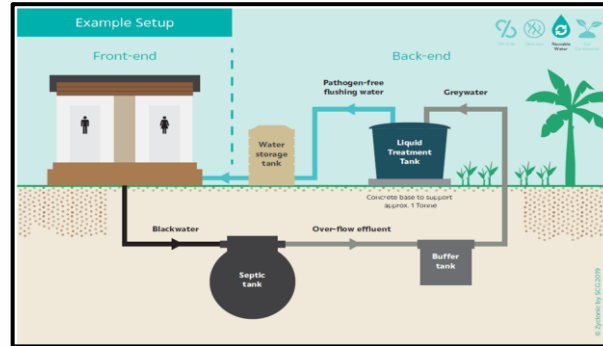 Example Setup
Reusable
Water
Front-end
Back-end
Pathogen-free
flushing water
Greywater
Water
storage
tank
Liquid
Treatment
Tank
Concrete base to support
approx. 1 Tonne
Blackwater
Over-flow effluent
Septic
tank
Buffer
tank
© Zyclonic by SCG 2019